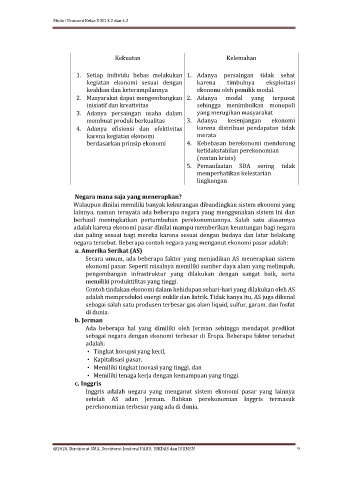 Modul Ekonomi Kelas X KD 3.2 dan 4.2
Kekuatan
1. Setiap individu bebas melakukan
kegiatan ekonomi sesuai dengan
keahlian dan keterampilannya
2. Masyarakat dapat mengembangkan
inisiatif dan kreativitas
3. Adanya persaingan usaha dalam
membuat produk berkualitas
4. Adanya efisiensi dan efektivitas
karena kegiatan ekonomi
berdasarkan prinsip ekonomi
Kelemahan
1. Adanya persaingan tidak sehat
karena timbulnya eksploitasi
ekonomi oleh pemilik modal.
2. Adanya modal yang terpusat
sehingga menimbulkan monopoli
yang merugikan masyarakat
3. Adanya kesenjangan ekonomi
karena distribusi pendapatan tidak
merata
4. Kebebasan berekonomi mendorong
ketidakstabilan perekonomian
(rentan krisis)
5. Pemanfaatan SDA sering tidak
memperhatikan kelestarian
lingkungan
Negara mana saja yang menerapkan?
Walaupun dinilai memiliki banyak kekurangan dibandingkan sistem ekonomi yang
lainnya, namun ternyata ada beberapa negara yang menggunakan sistem ini dan
berhasil meningkatkan pertumbuhan perekonomiannya. Salah satu alasannya
adalah karena ekonomi pasar dinilai mampu memberikan keuntungan bagi negara
dan paling sesuai bagi mereka karena sesuai dengan budaya dan latar belakang
negara tersebut. Beberapa contoh negara yang menganut ekonomi pasar adalah:
a. Amerika Serikat (AS)
Secara umum, ada beberapa faktor yang menjadikan AS menerapkan sistem
ekonomi pasar. Seperti misalnya memiliki sumber daya alam yang melimpah,
pengembangan infrastruktur yang dilakukan dengan sangat baik, serta
memiliki produktifitas yang tinggi.
Contoh tindakan ekonomi dalam kehidupan sehari-hari yang dilakukan oleh AS
adalah memproduksi energi nuklir dan listrik. Tidak hanya itu, AS juga dikenal
sebagai salah satu produsen terbesar gas alam liquid, sulfur, garam, dan fosfat
di dunia.
b. Jerman
Ada beberapa hal yang dimiliki oleh Jerman sehingga mendapat predikat
sebagai negara dengan ekonomi terbesar di Eropa. Beberapa faktor tersebut
adalah:
• Tingkat korupsi yang kecil,
• Kapitalisasi pasar,
• Memiliki tingkat inovasi yang tinggi, dan
• Memiliki tenaga kerja dengan kemampuan yang tinggi.
c. Inggris
Inggris adalah negara yang menganut sistem ekonomi pasar yang lainnya
setelah AS adan Jerman. Bahkan perekonomian Inggris termasuk
perekonomian terbesar yang ada di dunia.
@2020, Direktorat SMA, Direktorat Jenderal PAUD, DIKDAS dan DIKMEN
9